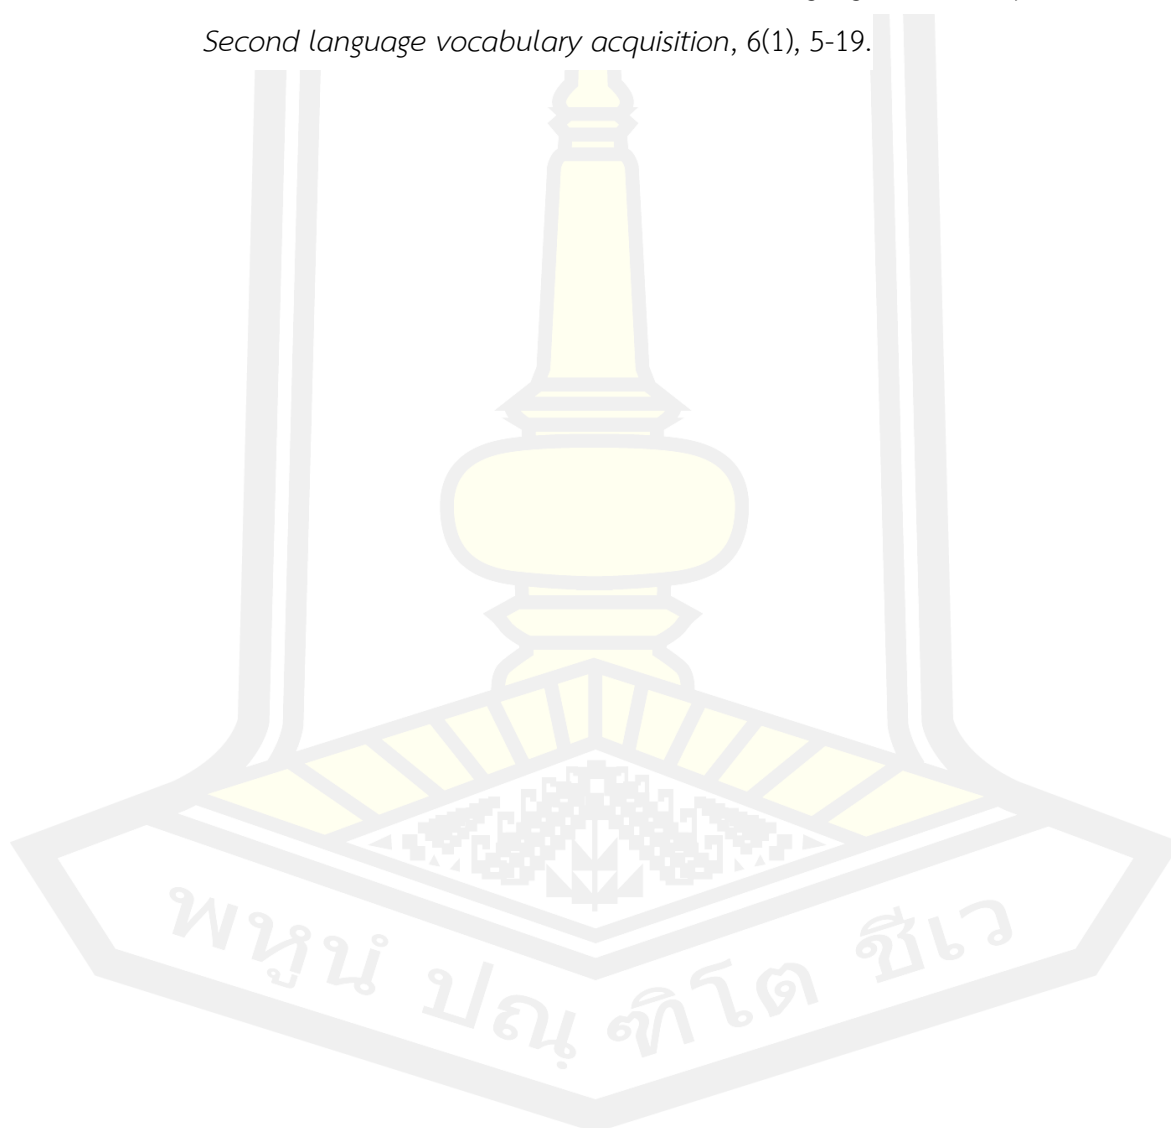 Second language vocabulary acquisition, 6(1), 5-19.
พหูนํ ปณฺฑิโต ชีเว